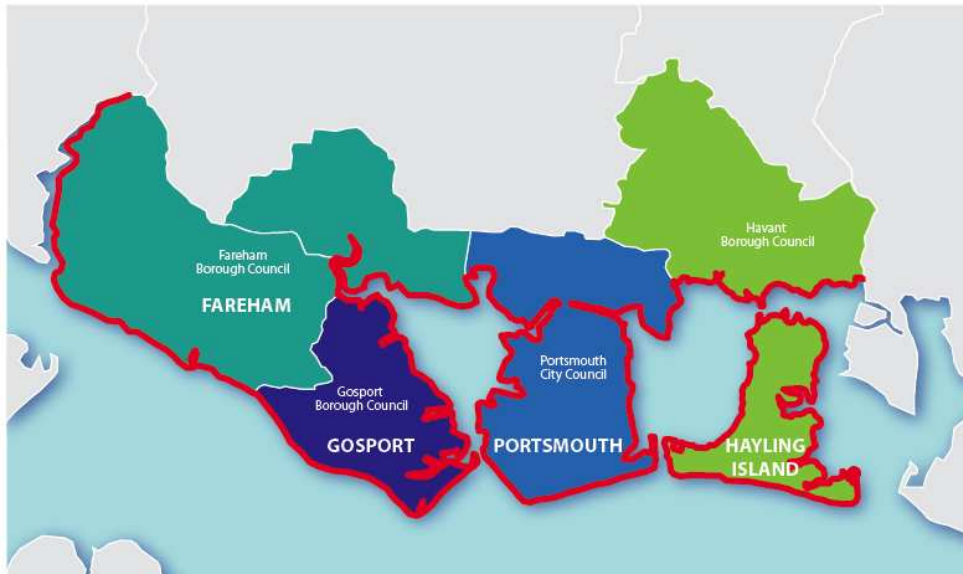 Fareham
Borough Council
FAREHAM
Gosport
Borough Council
GOSPORT
Portsmouth
City Council
PORTSMOUTH
Havant
Borough Council
HAYLING
ISLAND